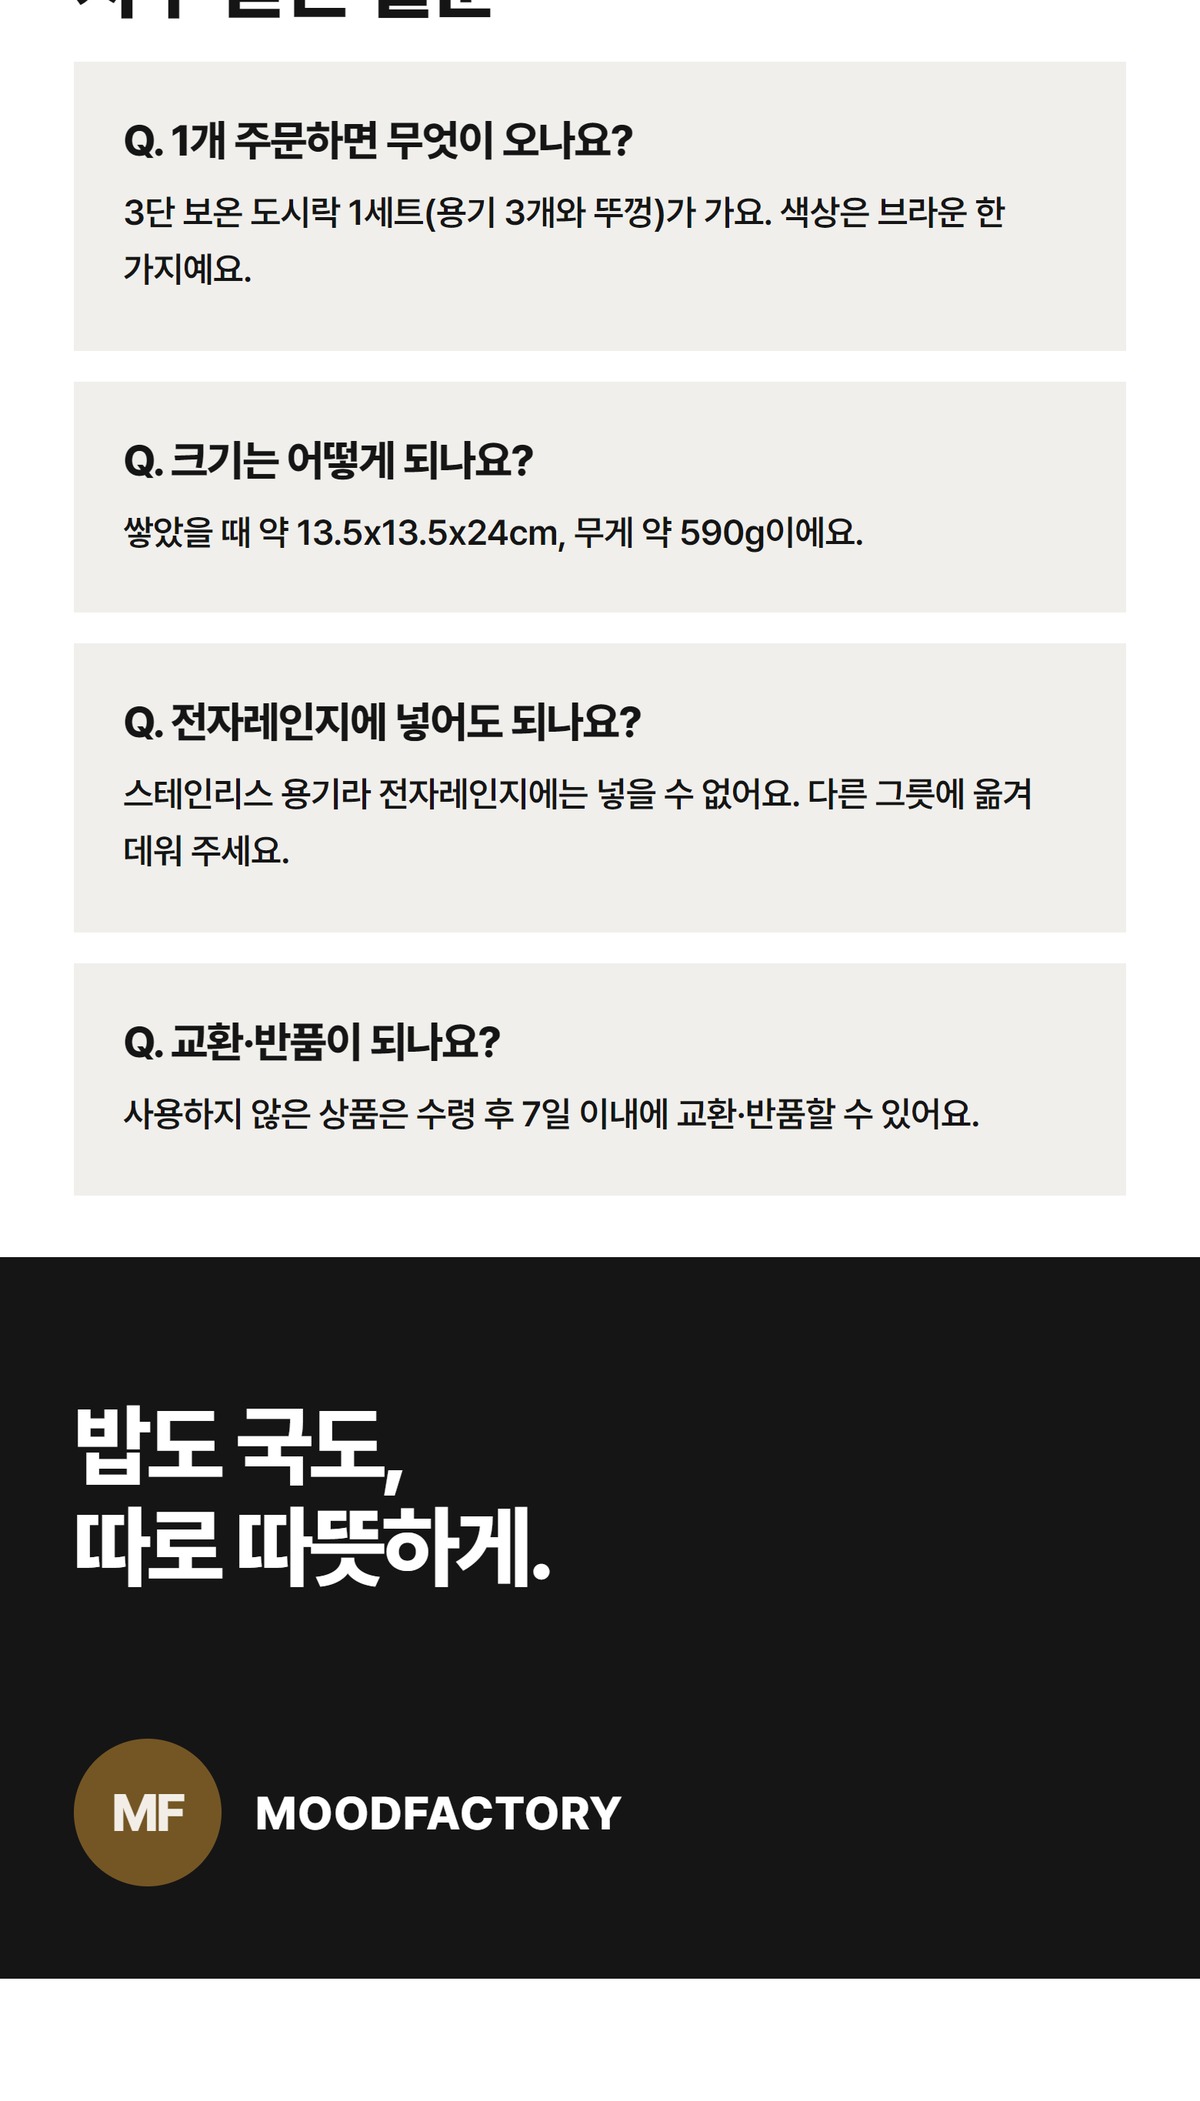 Q. 1개 주문하면 무엇이 오나요?
3단 보온 도시락 1세트(용기 3개와 뚜껑)가 가요. 색상은 브라운 한
가지예요.
Q. 크기는 어떻게 되나요?
쌓았을 때 약 13.5x13.5x24cm, 무게 약 590g이에요.
Q. 전자레인지에 넣어도 되나요?
스테인리스 용기라 전자레인지에는 넣을 수 없어요. 다른 그릇에 옮겨
데워 주세요.
Q. 교환·반품이 되나요?
사용하지 않은 상품은 수령 후 7일 이내에 교환·반품할 수 있어요.
밥도 국도,
따로 따뜻하게.
MF MOODFACTORY